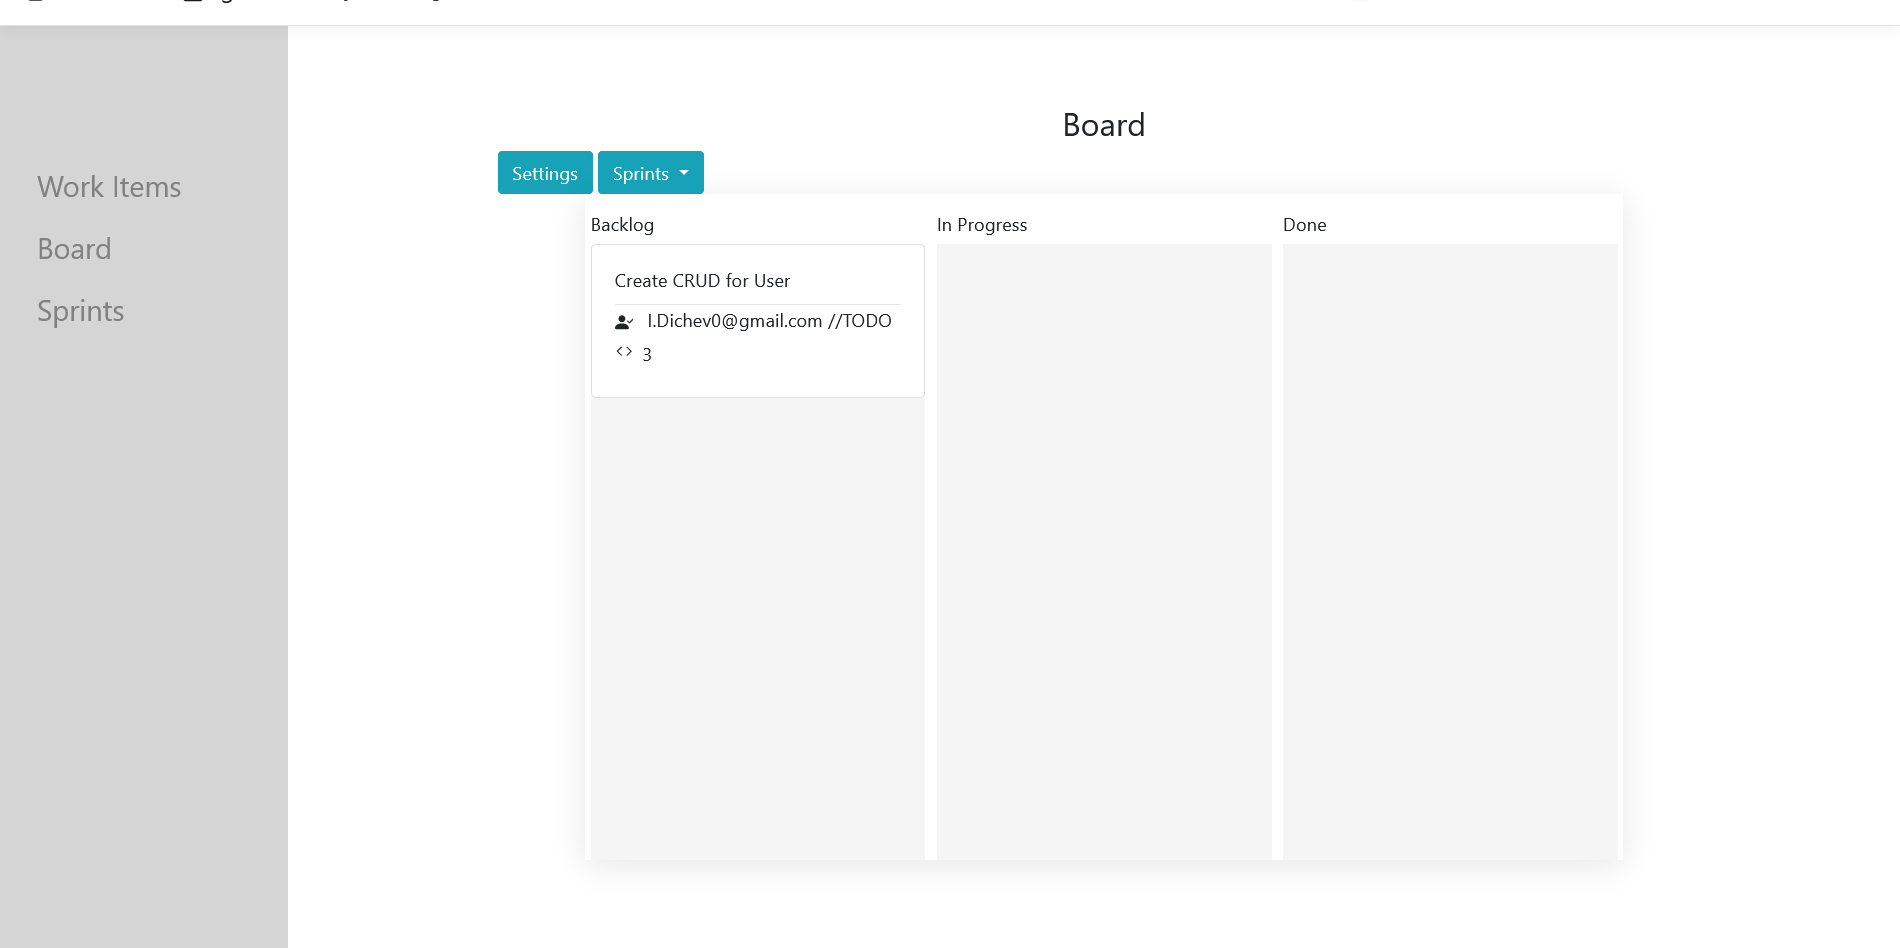 Work Items
Board
Sprints
Board
Settings Sprints
Backlog In Progress Done
Create CRUD for User
I.Dichev0@gmail.com //TODO
3